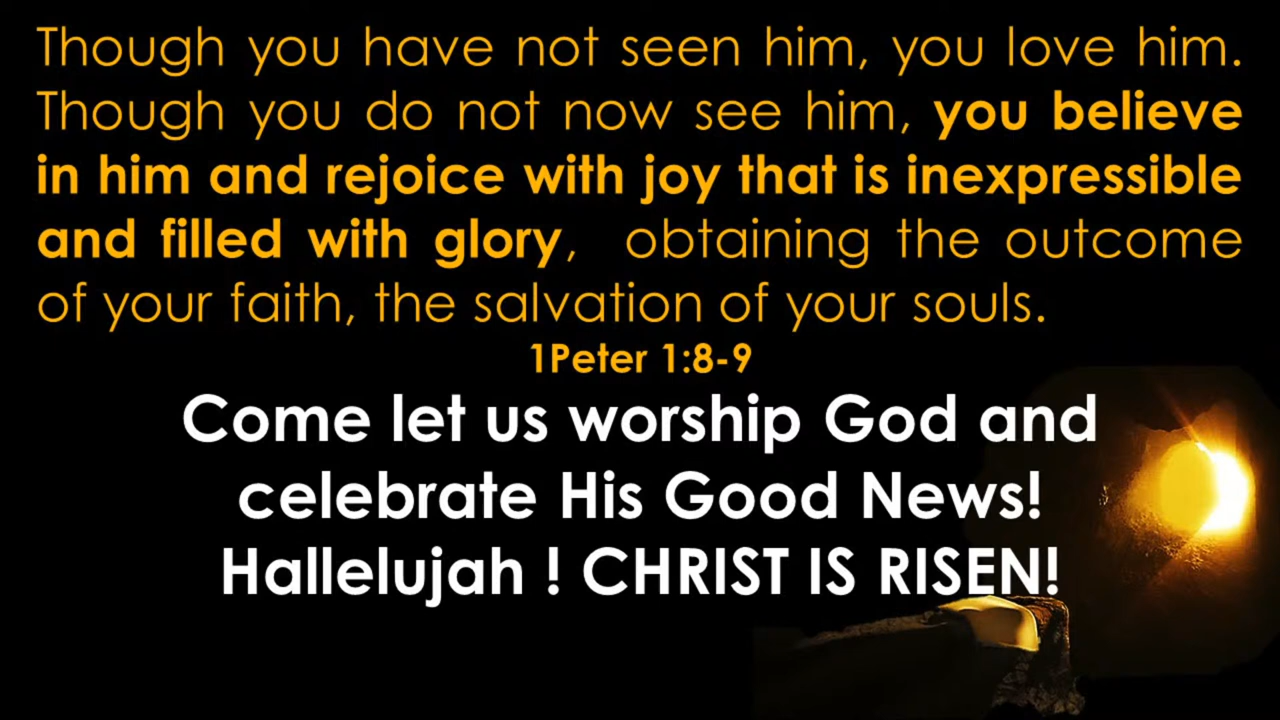 Though you have not seen him, you love him.
Though you do not now see him, you believe
in him and rejoice with joy that is inexpressible
and filled with glory,  obtaining the outcome
of your faith, the salvation of your souls.
1Peter 1:8-9
Come let us worship God and
celebrate His Good News!
Hallelujah ! CHRIST IS RISEN!